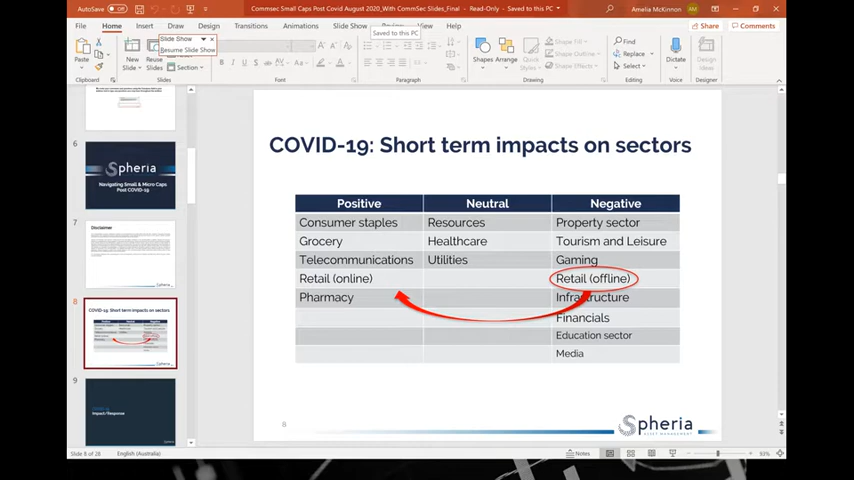 AutoSave Off
Commsec Small Caps Post Covid August 2020_With CommSec Slides_Final - Read-Only - Saved to this PC
Amelia McKinnon AM
File Home Insert Draw Design Transitions Animations Slide Show Review View Help
Share Comments
Saved to this PC
Slide Show
Resume Slide Show
Paste
New Slide
Reuse Slides
Section
Shapes Arrange Quick Styles
Shape Fill
Shape Outline
Shape Effects
Find
Replace
Select
Dictate
Design Ideas
Clipboard Slides Font Paragraph Drawing Editing Voice Designer
6
Spheria
Navigating Small & Micro Caps
Post COVID-19
7
Disclaimer
8
COVID-19: Short term impacts on sectors
9
COVID-19
Impact/Response
COVID-19: Short term impacts on sectors
Positive Neutral Negative
Consumer staples Resources Property sector
Grocery Healthcare Tourism and Leisure
Telecommunications Utilities Gaming
Retail (online) Retail (offline)
Pharmacy Infrastructure
Financials
Education sector
Media
8
Spheria
ASSET MANAGEMENT
Slide 8 of 28 English (Australia)
Notes
93%